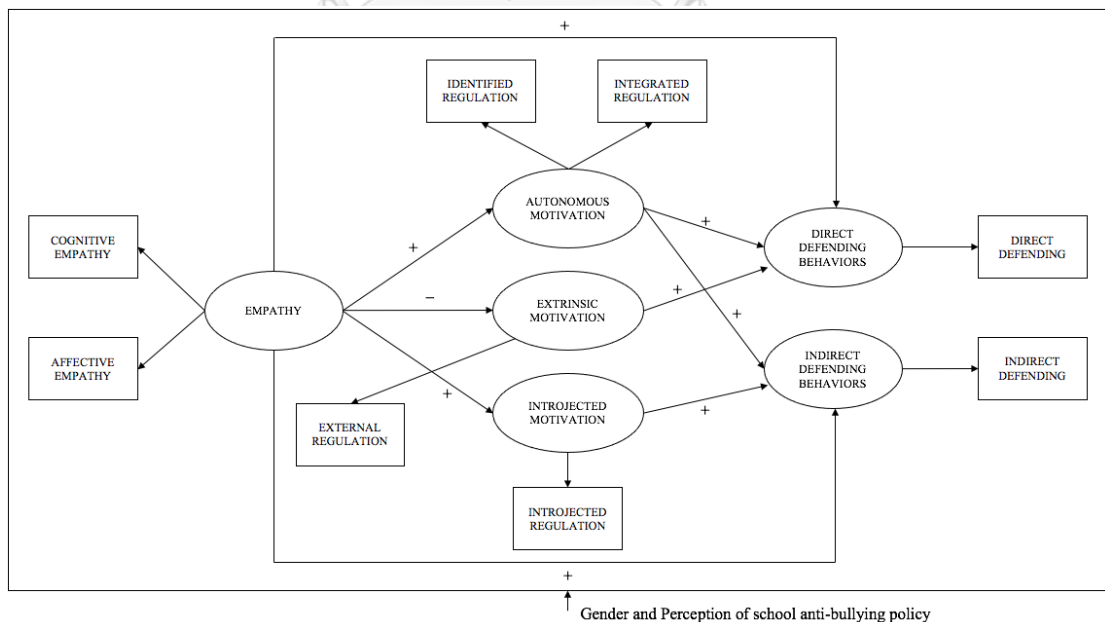 +
IDENTIFIED
REGULATION
INTEGRATED
REGULATION
AUTONOMOUS
MOTIVATION
+
DIRECT
DEFENDING
BEHAVIORS
DIRECT
DEFENDING
COGNITIVE
EMPATHY
+
EMPATHY
−
EXTRINSIC
MOTIVATION
+
+
AFFECTIVE
EMPATHY
INDIRECT
DEFENDING
BEHAVIORS
INDIRECT
DEFENDING
+
INTROJECTED
MOTIVATION
+
EXTERNAL
REGULATION
INTROJECTED
REGULATION
+
Gender and Perception of school anti-bullying policy